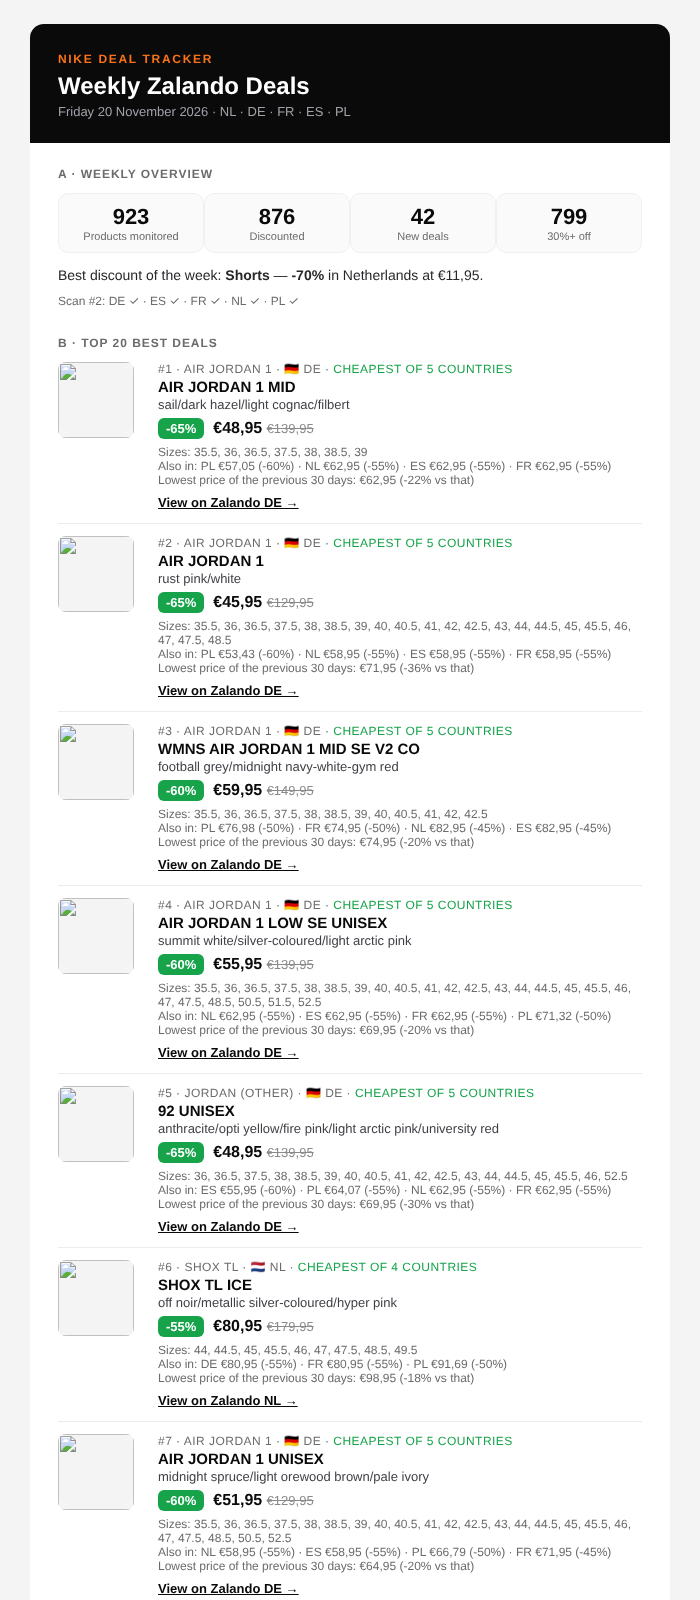 NIKE DEAL TRACKER
Weekly Zalando Deals
Friday 20 November 2026 · NL · DE · FR · ES · PL
A · WEEKLY OVERVIEW
923
Products monitored
876
Discounted
42
New deals
799
30%+ off
Best discount of the week: Shorts — -70% in Netherlands at €11,95.
Scan #2: DE ✓ · ES ✓ · FR ✓ · NL ✓ · PL ✓
B · TOP 20 BEST DEALS
#1 · AIR JORDAN 1 · 🇩🇪 DE · CHEAPEST OF 5 COUNTRIES
AIR JORDAN 1 MID
sail/dark hazel/light cognac/filbert
-65% €48,95 €139,95
Sizes: 35.5, 36, 36.5, 37.5, 38, 38.5, 39
Also in: PL €57,05 (-60%) · NL €62,95 (-55%) · ES €62,95 (-55%) · FR €62,95 (-55%)
Lowest price of the previous 30 days: €62,95 (-22% vs that)
View on Zalando DE →
#2 · AIR JORDAN 1 · 🇩🇪 DE · CHEAPEST OF 5 COUNTRIES
AIR JORDAN 1
rust pink/white
-65% €45,95 €129,95
Sizes: 35.5, 36, 36.5, 37.5, 38, 38.5, 39, 40, 40.5, 41, 42, 42.5, 43, 44, 44.5, 45, 45.5, 46,
47, 47.5, 48.5
Also in: PL €53,43 (-60%) · NL €58,95 (-55%) · ES €58,95 (-55%) · FR €58,95 (-55%)
Lowest price of the previous 30 days: €71,95 (-36% vs that)
View on Zalando DE →
#3 · AIR JORDAN 1 · 🇩🇪 DE · CHEAPEST OF 5 COUNTRIES
WMNS AIR JORDAN 1 MID SE V2 CO
football grey/midnight navy-white-gym red
-60% €59,95 €149,95
Sizes: 35.5, 36, 36.5, 37.5, 38, 38.5, 39, 40, 40.5, 41, 42, 42.5
Also in: PL €76,98 (-50%) · FR €74,95 (-50%) · NL €82,95 (-45%) · ES €82,95 (-45%)
Lowest price of the previous 30 days: €74,95 (-20% vs that)
View on Zalando DE →
#4 · AIR JORDAN 1 · 🇩🇪 DE · CHEAPEST OF 5 COUNTRIES
AIR JORDAN 1 LOW SE UNISEX
summit white/silver-coloured/light arctic pink
-60% €55,95 €139,95
Sizes: 35.5, 36, 36.5, 37.5, 38, 38.5, 39, 40, 40.5, 41, 42, 42.5, 43, 44, 44.5, 45, 45.5, 46,
47, 47.5, 48.5, 50.5, 51.5, 52.5
Also in: NL €62,95 (-55%) · ES €62,95 (-55%) · FR €62,95 (-55%) · PL €71,32 (-50%)
Lowest price of the previous 30 days: €69,95 (-20% vs that)
View on Zalando DE →
#5 · JORDAN (OTHER) · 🇩🇪 DE · CHEAPEST OF 5 COUNTRIES
92 UNISEX
anthracite/opti yellow/fire pink/light arctic pink/university red
-65% €48,95 €139,95
Sizes: 36, 36.5, 37.5, 38, 38.5, 39, 40, 40.5, 41, 42, 42.5, 43, 44, 44.5, 45, 45.5, 46, 52.5
Also in: ES €55,95 (-60%) · PL €64,07 (-55%) · NL €62,95 (-55%) · FR €62,95 (-55%)
Lowest price of the previous 30 days: €69,95 (-30% vs that)
View on Zalando DE →
#6 · SHOX TL · 🇳🇱 NL · CHEAPEST OF 4 COUNTRIES
SHOX TL ICE
off noir/metallic silver-coloured/hyper pink
-55% €80,95 €179,95
Sizes: 44, 44.5, 45, 45.5, 46, 47, 47.5, 48.5, 49.5
Also in: DE €80,95 (-55%) · FR €80,95 (-55%) · PL €91,69 (-50%)
Lowest price of the previous 30 days: €98,95 (-18% vs that)
View on Zalando NL →
#7 · AIR JORDAN 1 · 🇩🇪 DE · CHEAPEST OF 5 COUNTRIES
AIR JORDAN 1 UNISEX
midnight spruce/light orewood brown/pale ivory
-60% €51,95 €129,95
Sizes: 35.5, 36, 36.5, 37.5, 38, 38.5, 39, 40, 40.5, 41, 42, 42.5, 43, 44, 44.5, 45, 45.5, 46,
47, 47.5, 48.5, 50.5, 52.5
Also in: NL €58,95 (-55%) · ES €58,95 (-55%) · PL €66,79 (-50%) · FR €71,95 (-45%)
Lowest price of the previous 30 days: €64,95 (-20% vs that)
View on Zalando DE →